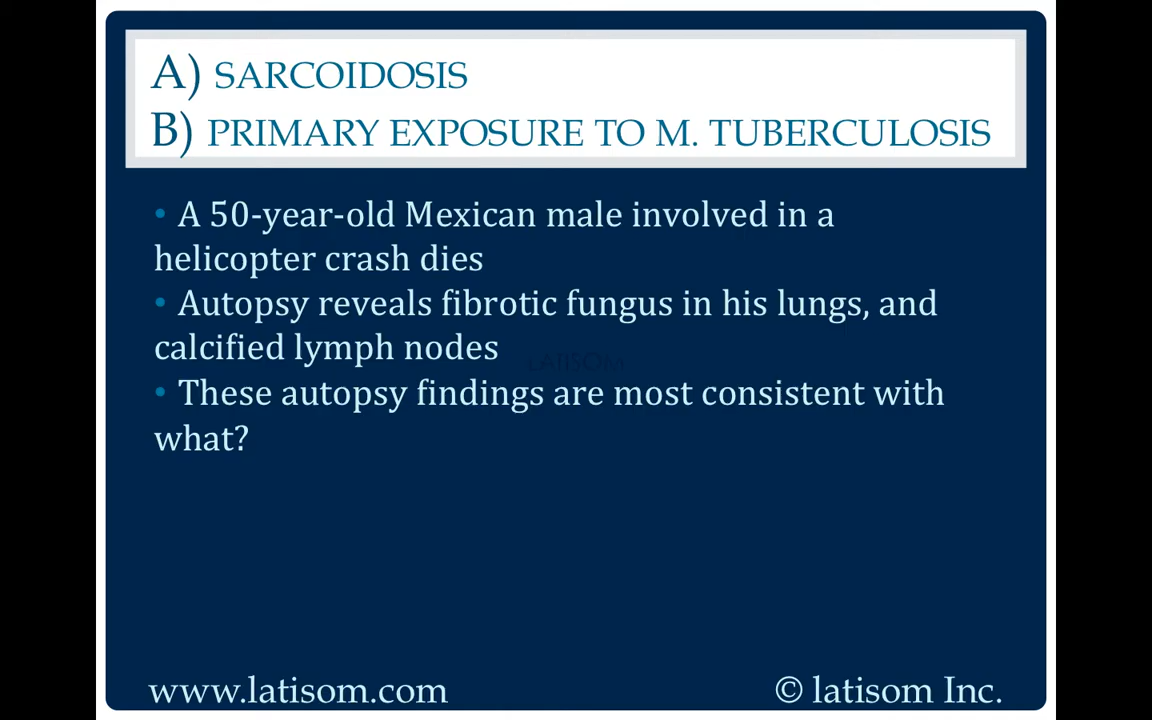 A) SARCOIDOSIS
B) PRIMARY EXPOSURE TO M. TUBERCULOSIS
• A 50-year-old Mexican male involved in a
helicopter crash dies
• Autopsy reveals fibrotic fungus in his lungs, and
calcified lymph nodes
LATISOM
• These autopsy findings are most consistent with
what?
www.latisom.com
© latisom Inc.